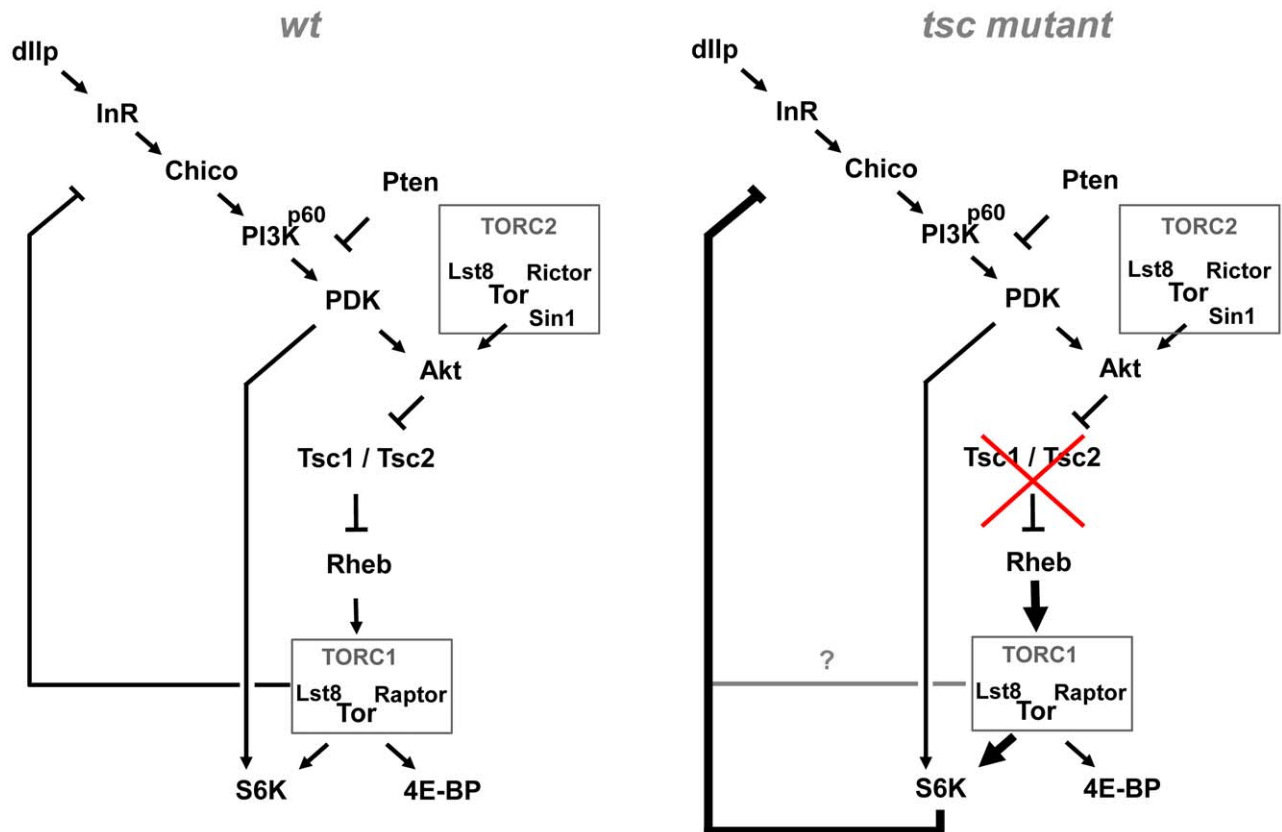 wt
dIlp
InR
Chico
Pten
p60
PI3K
TORC2
Lst8 Rictor
Tor
Sin1
PDK
Akt
Tsc1 / Tsc2
Rheb
TORC1
Lst8 Raptor
Tor
S6K 4E-BP
tsc mutant
dIlp
InR
Chico
Pten
p60
PI3K
TORC2
Lst8 Rictor
Tor
Sin1
PDK
Akt
Tsc1 / Tsc2
Rheb
?
TORC1
Lst8 Raptor
Tor
S6K 4E-BP